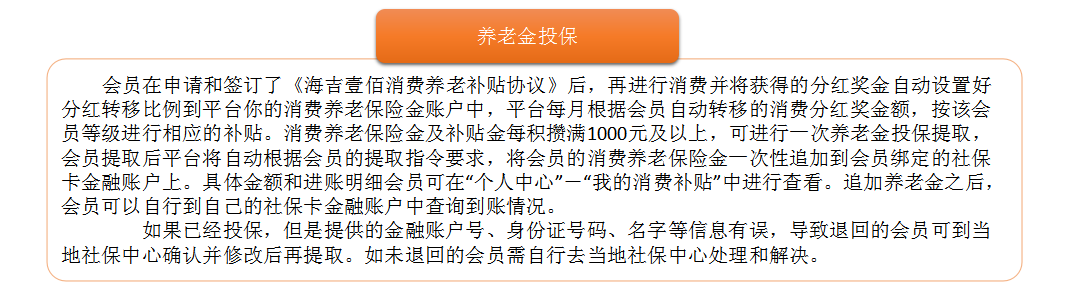 养老金投保
会员在申请和签订了《海吉壹佰消费养老补贴协议》后，再进行消费并将获得的分红奖金自动设置好
分红转移比例到平台你的消费养老保险金账户中，平台每月根据会员自动转移的消费分红奖金额，按该会
员等级进行相应的补贴。消费养老保险金及补贴金每积攒满1000元及以上，可进行一次养老金投保提取，
会员提取后平台将自动根据会员的提取指令要求，将会员的消费养老保险金一次性追加到会员绑定的社保
卡金融账户上。具体金额和进账明细会员可在“个人中心”—“我的消费补贴”中进行查看。追加养老金之后，
会员可以自行到自己的社保卡金融账户中查询到账情况。
如果已经投保，但是提供的金融账户号、身份证号码、名字等信息有误，导致退回的会员可到当
地社保中心确认并修改后再提取。如未退回的会员需自行去当地社保中心处理和解决。